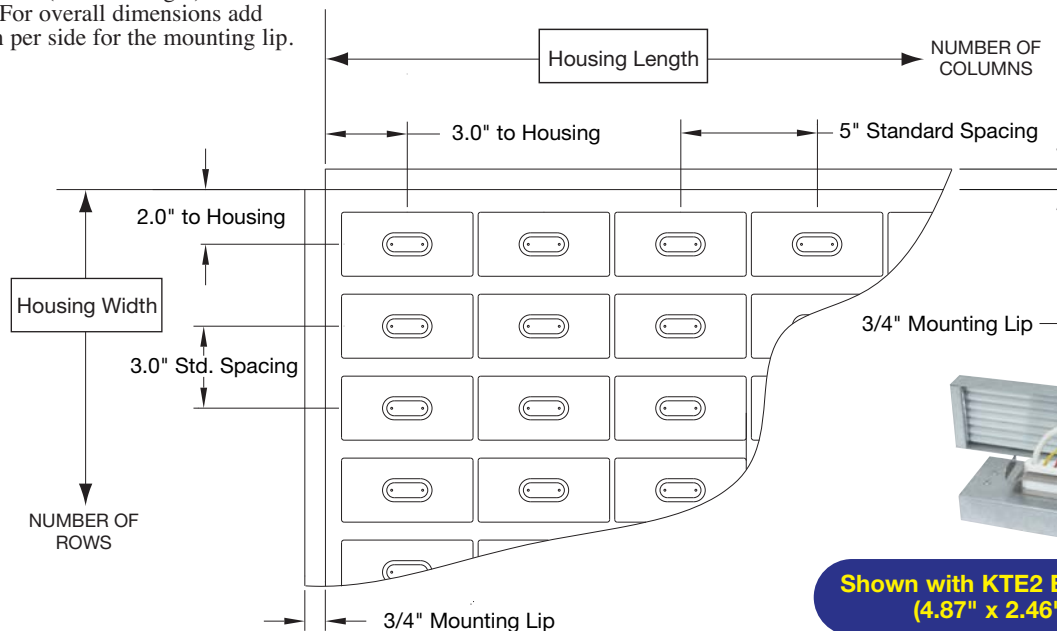 For overall dimensions add
per side for the mounting lip.
Housing Length
NUMBER OF
COLUMNS
3.0" to Housing
5" Standard Spacing
2.0" to Housing
Housing Width
3/4" Mounting Lip
3.0" Std. Spacing
NUMBER OF
ROWS
Shown with KTE2
(4.87" x 2.46"
3/4" Mounting Lip